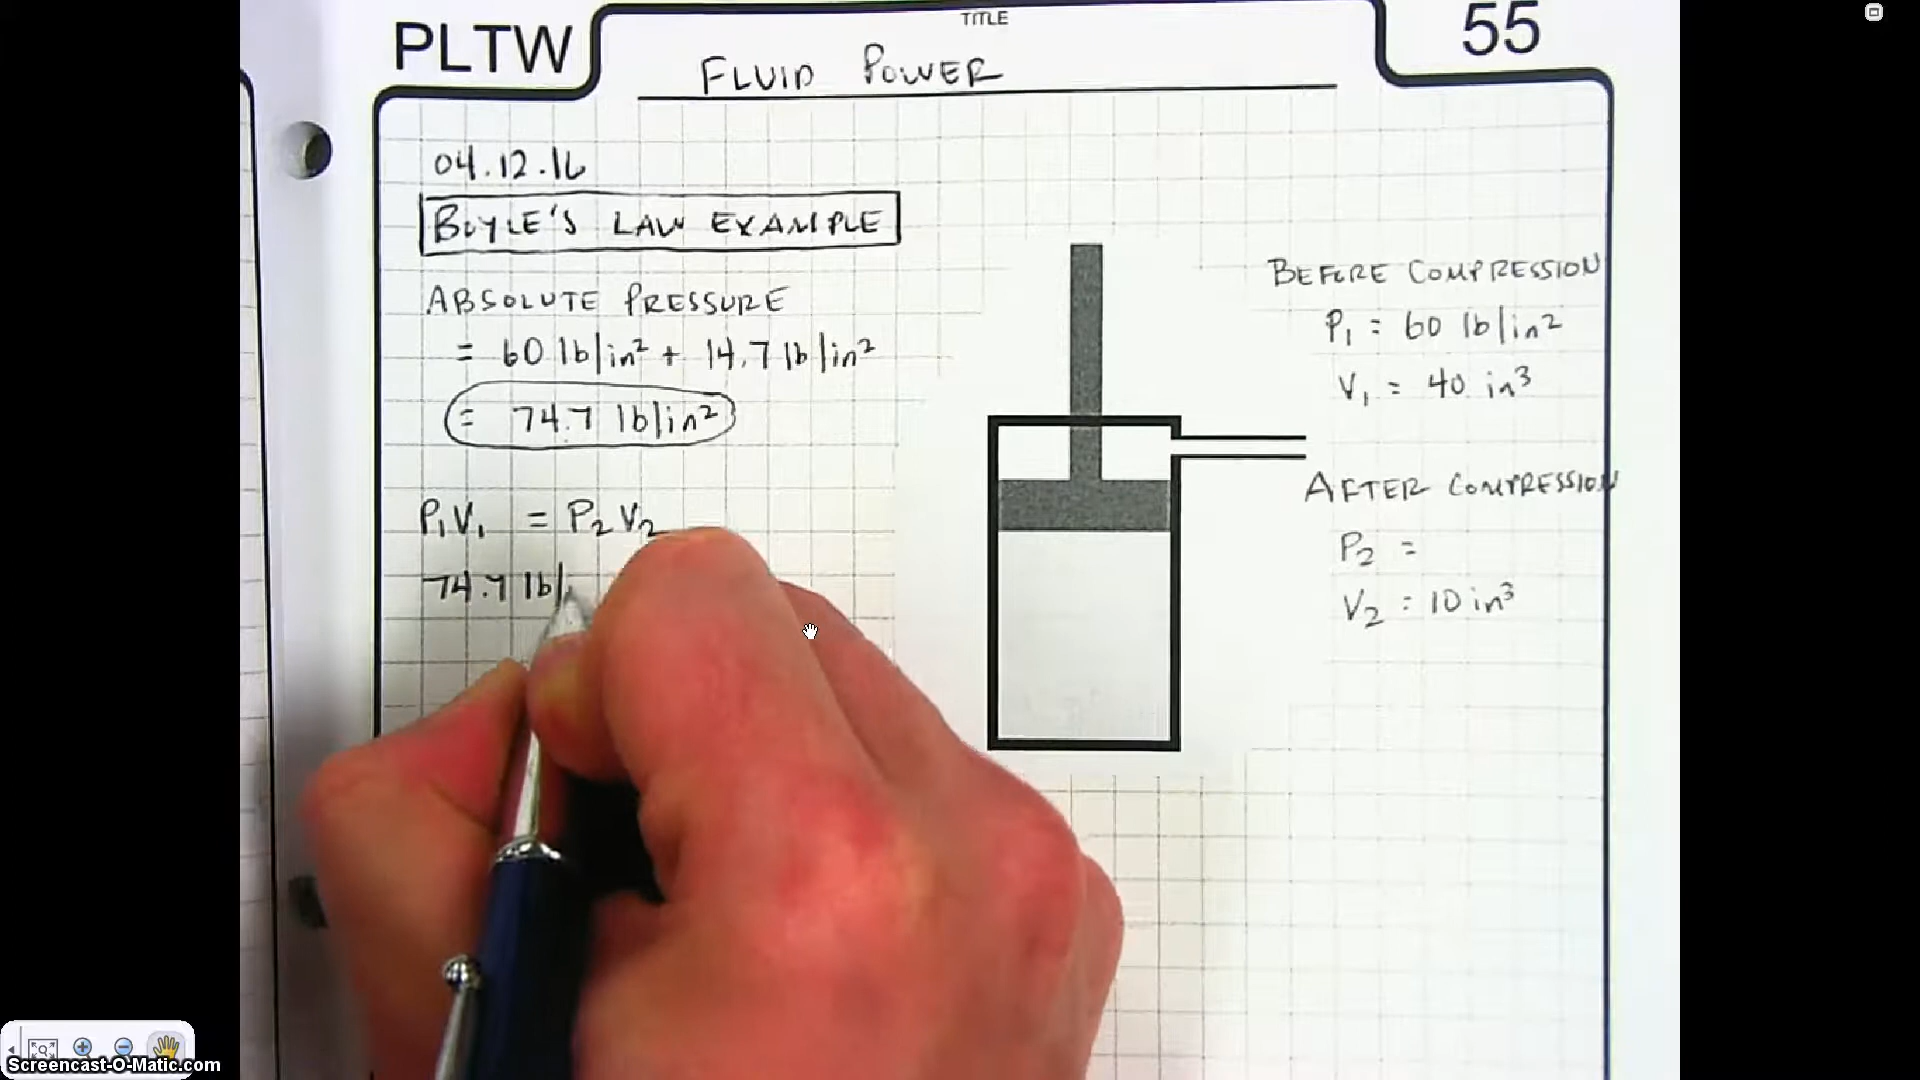 PLTW
TITLE
55
FLUID POWER
04.12.16
BOYLE'S LAW EXAMPLE
ABSOLUTE PRESSURE
= 60 lb/in² + 14.7 lb/in²
= 74.7 lb/in²
P₁V₁ = P₂V₂
74.7 lb/
BEFORE COMPRESSION
P₁ = 60 lb/in²
V₁ = 40 in³
AFTER COMPRESSION
P₂ =
V₂ = 10 in³
Screencast-O-Matic.com